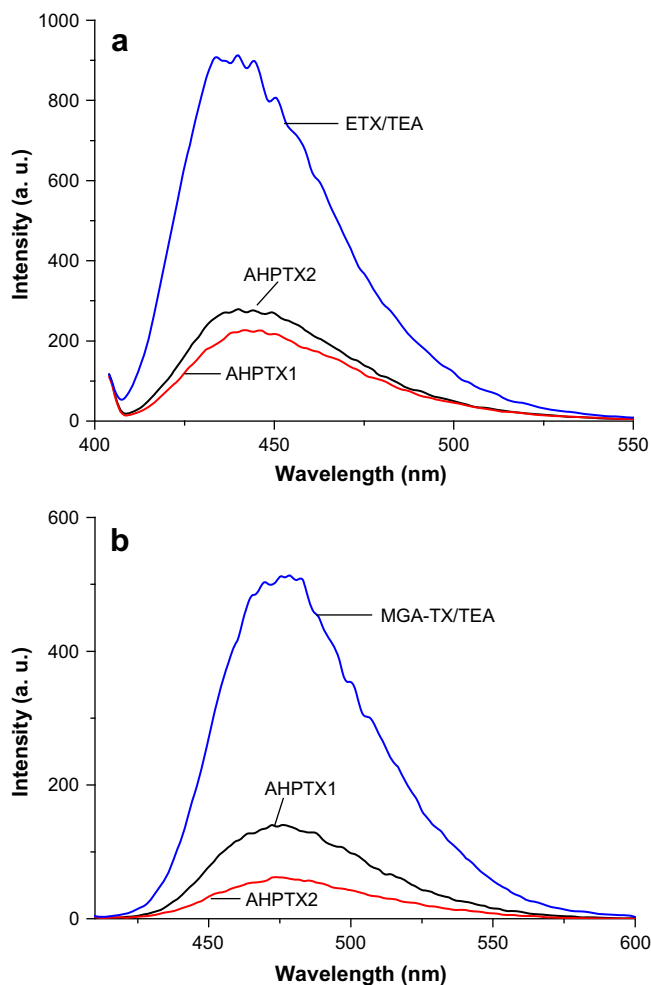 a
1000
800
600
400
200
0
Intensity (a. u.)
ETX/TEA
AHPTX2
AHPTX1
400
450
500
550
Wavelength (nm)
b
600
400
200
0
Intensity (a. u.)
MGA-TX/TEA
AHPTX1
AHPTX2
450
500
550
600
Wavelength (nm)